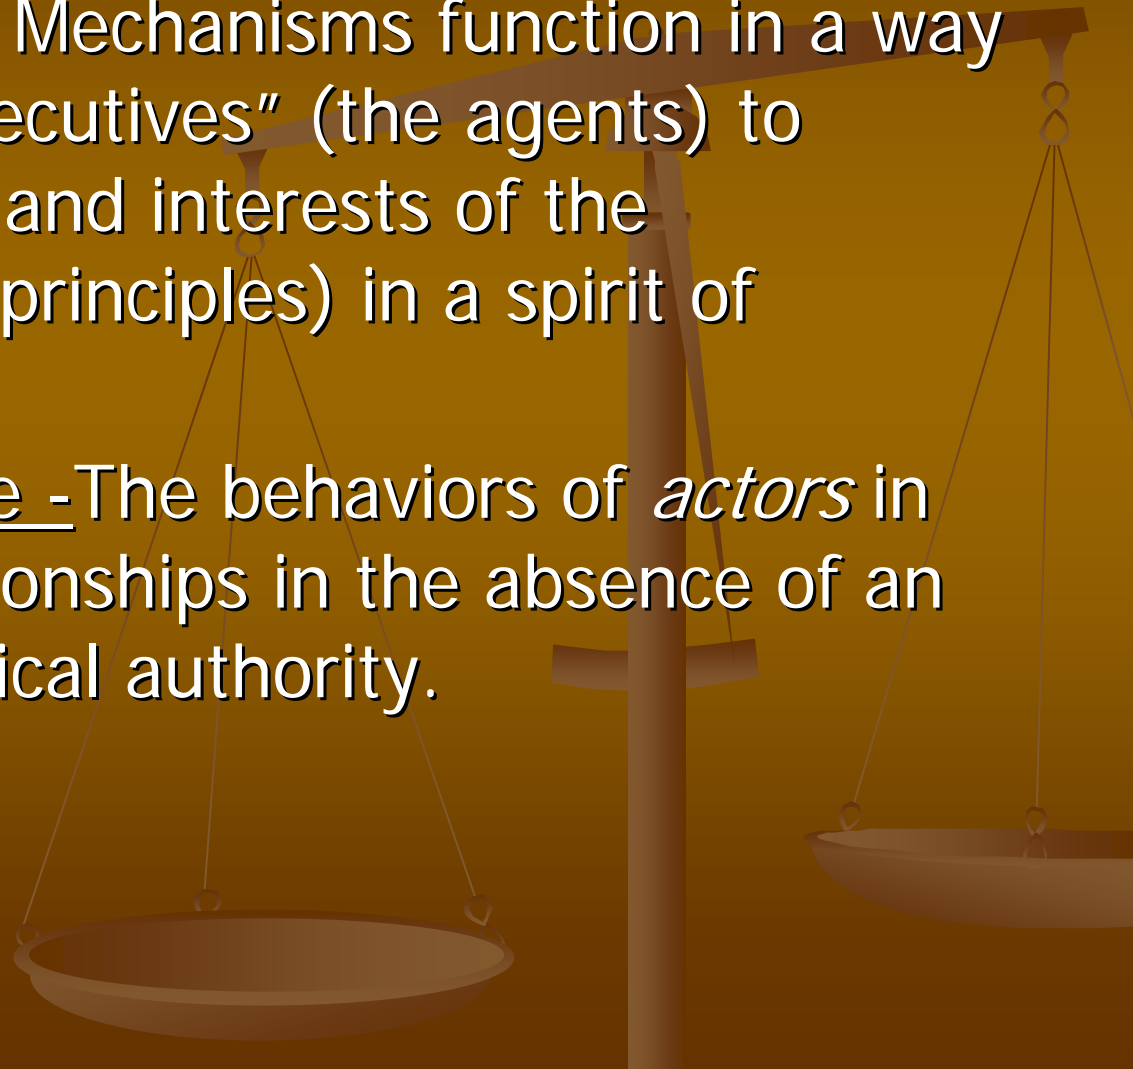 Mechanisms function in a way
ecutives” (the agents) to
and interests of the
principles) in a spirit of
e -The behaviors of actors in
onships in the absence of an
ical authority.